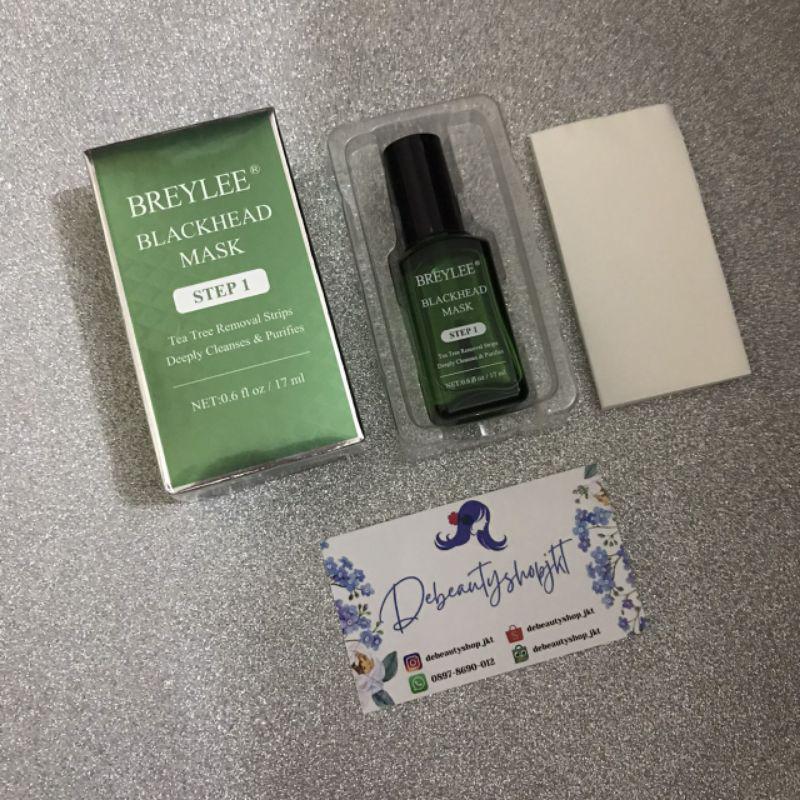 BREYLEE®
BLACKHEAD
MASK
STEP 1
Tea Tree Removal Strips
Deeply Cleanses & Purifies
NET:0.6 fl oz / 17 ml
BREYLEE®
BLACKHEAD
MASK
STEP 1
Tea Tree Removal Strips
Deeply Cleanses & Purifies
NET:0.6 fl oz / 17 ml
Debeautyshopjkt
debeautyshop_jkt
debeautyshop_jkt
0897-8690-012
debeautyshop_jkt